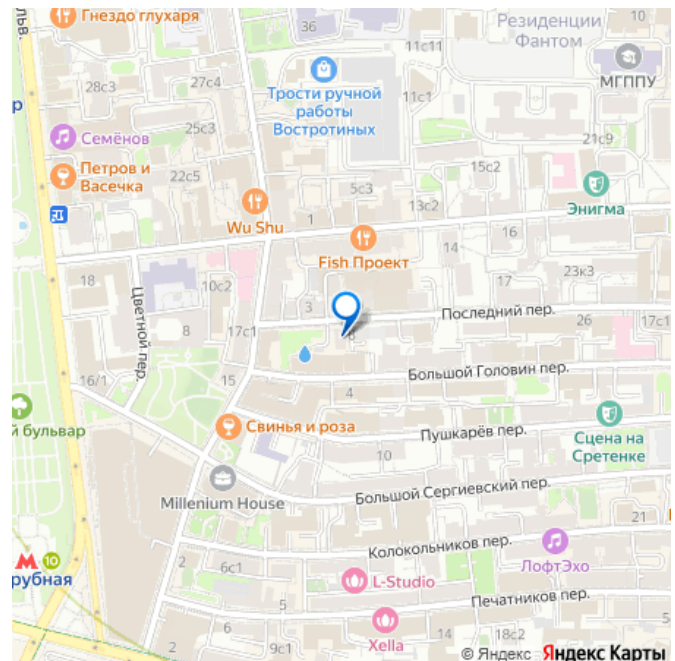 Гнездо глухаря
36
10
Резиденции
Фантом
11с11
МГППУ
28с3
27с4
11с1
Трости ручной
работы
Востротиных
р
25с3
Семёнов
21с9
Петров и
Васечка
22с5
15с2
5с3
13с2
Энигма
Wu Shu
1
Fish Проект
14
9
16
18
10с2
14
17
23к3
Цветной пер.
3
Последний пер.
8
17с1
8
26
17с1
16/1
15
Большой Головин пер.
4
й бульвар
Свинья и роза
Пушкарёв пер.
Сцена на
Сретенке
10
Millenium House
Большой Сергиевский пер.
21
Колокольников пер.
М
10
рубная
2
6с1
L-Studio
ЛофтЭхо
5
Печатников пер.
Xella
14
2
9с1
18с2
© Яндекс Яндекс Карты